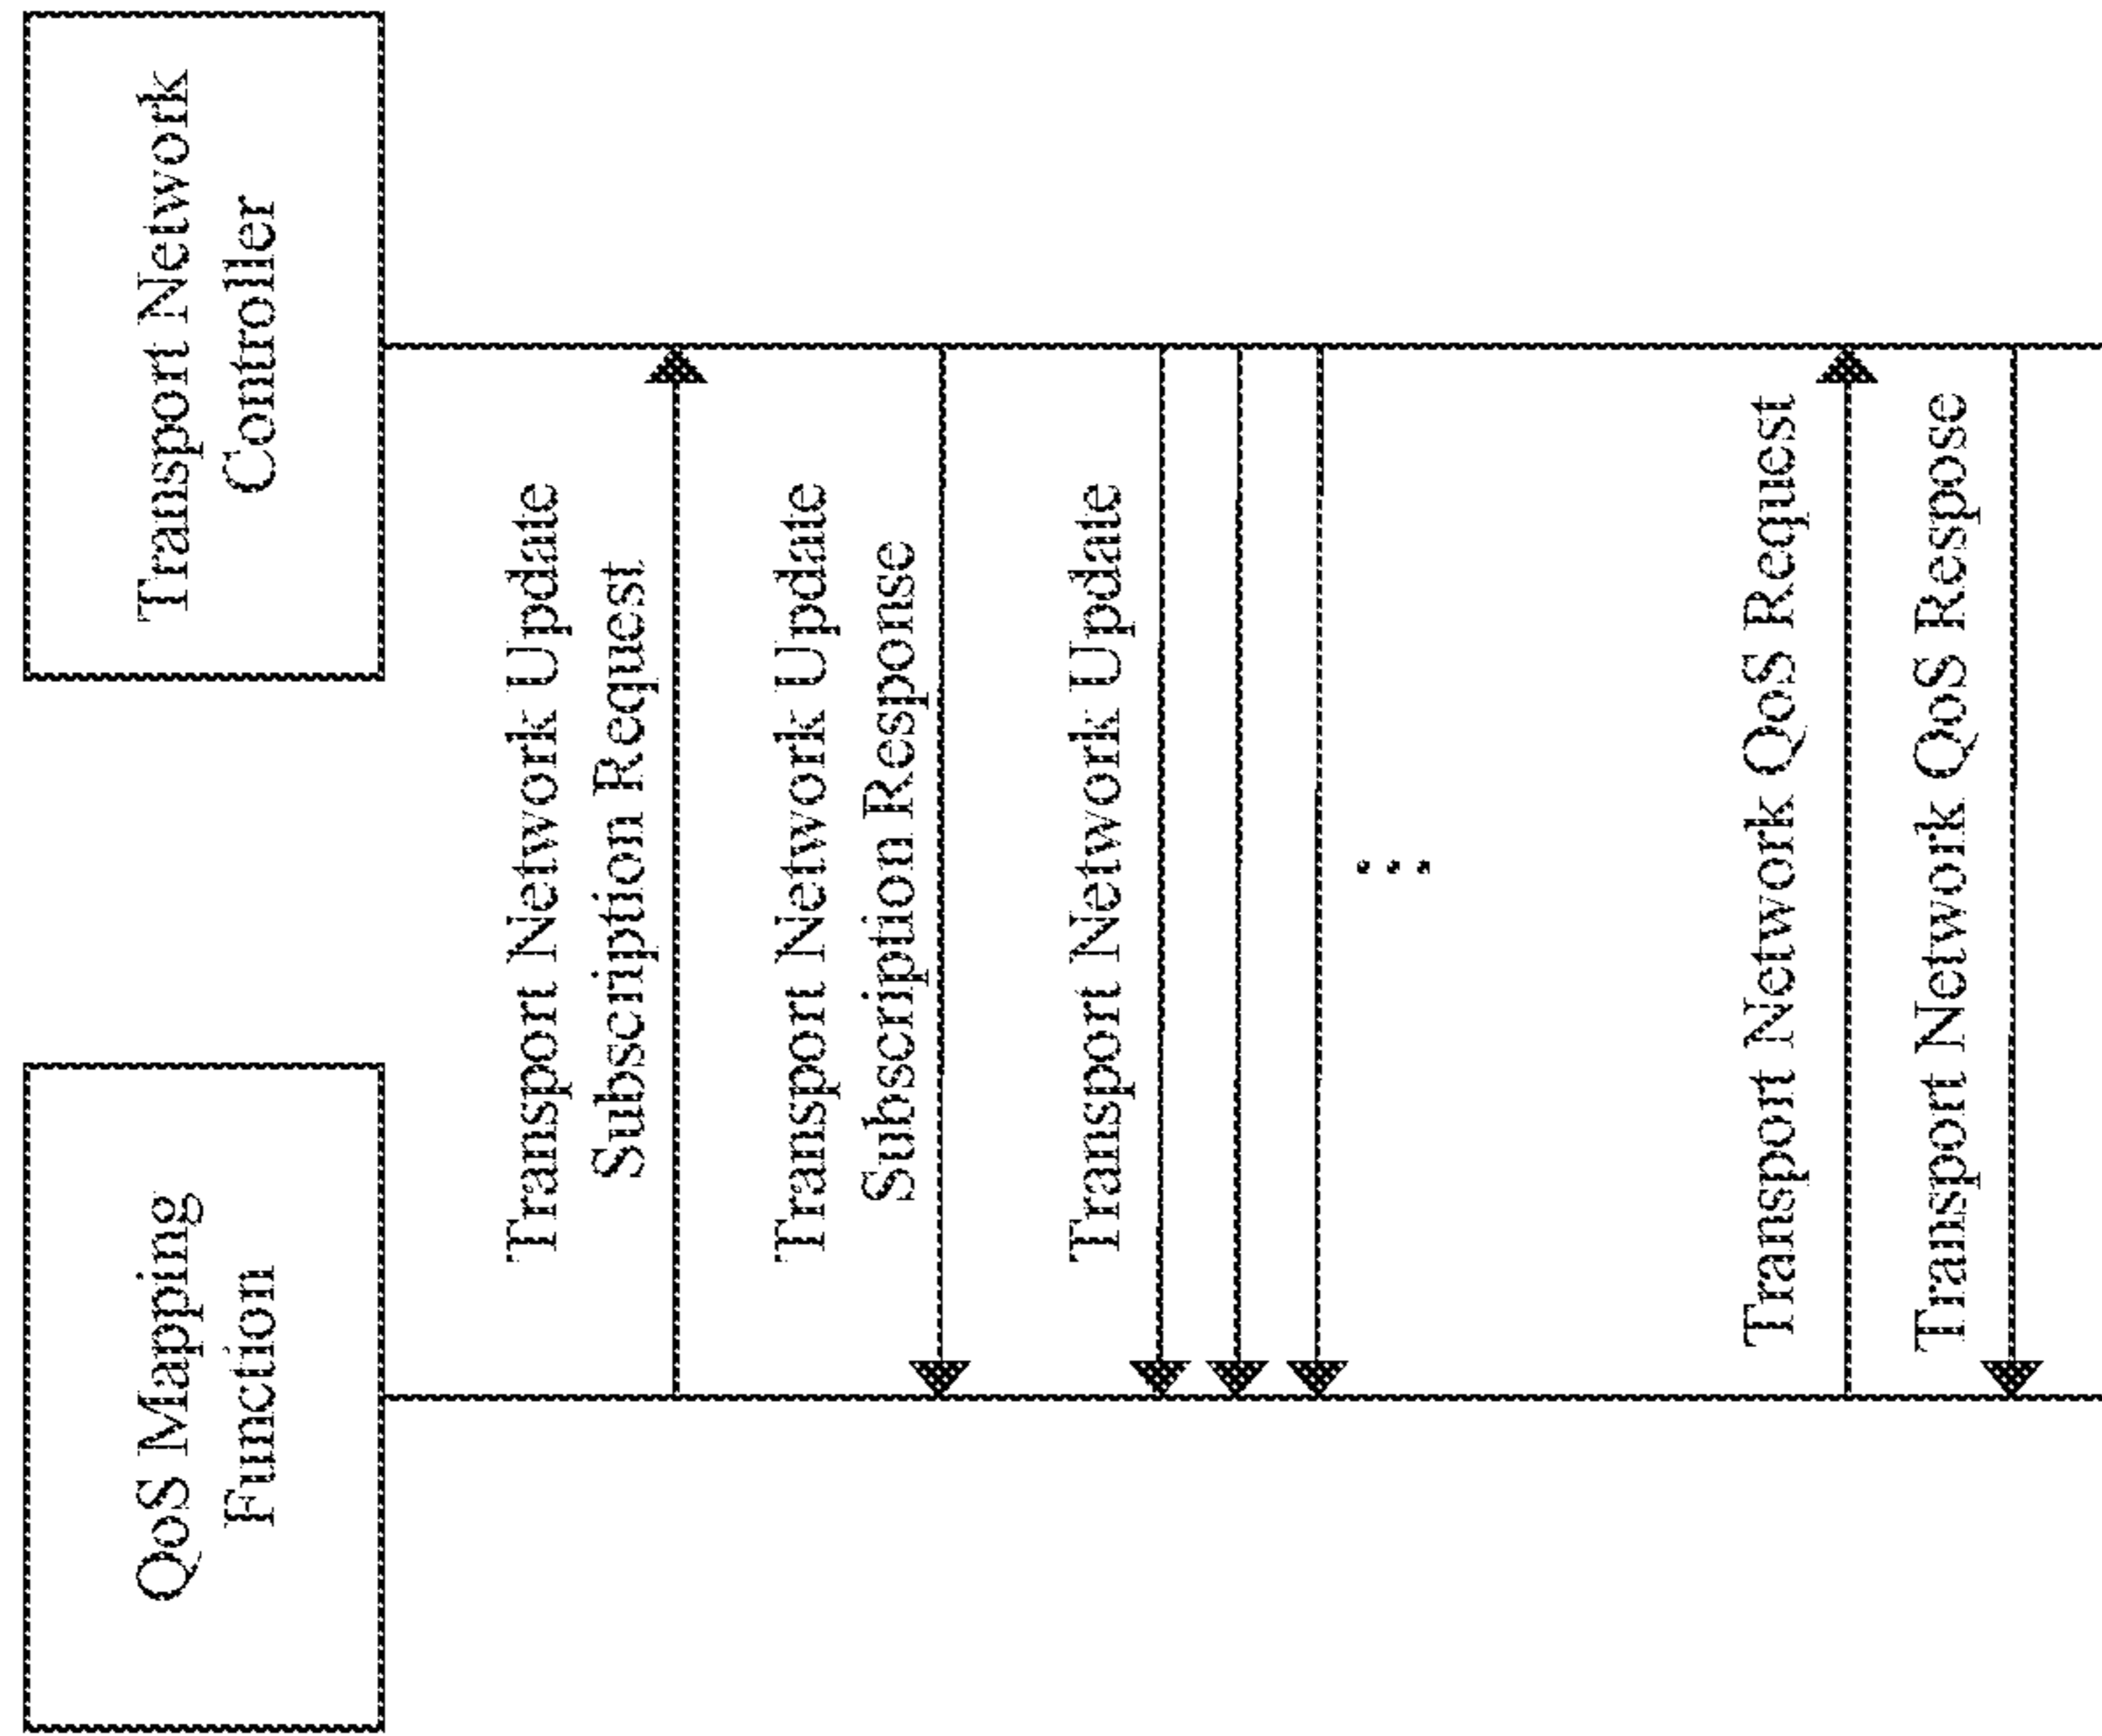 QoS Mapping
Function
Transport Network
Controller
Transport Network Update
Subscription Request
Transport Network Update
Subscription Response
Transport Network Update
...
Transport Network QoS Request
Transport Network QoS Respose